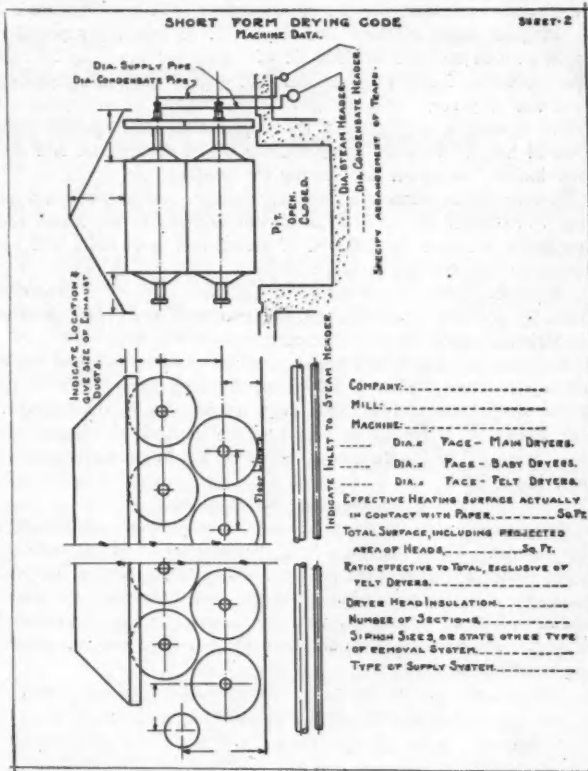 SHORT FORM DRYING CODE
MACHINE DATA.
SHEET-2
DIA. SUPPLY PIPE
DIA. CONDENSATE PIPE
PIT.
OPEN.
CLOSED.
DIA. STEAM HEADER.
DIA. CONDENSATE HEADER.
SPECIFY ARRANGEMENT OF TRAPS.
INDICATE LOCATION &
GIVE SIZE OF EXHAUST
DUCTS.
Floor Line
INDICATE INLET TO STEAM HEADER.
COMPANY:
MILL:
MACHINE:
DIA. FACE - MAIN DRYERS.
DIA. FACE - BABY DRYERS.
DIA. FACE - FELT DRYERS.
EFFECTIVE HEATING SURFACE ACTUALLY
IN CONTACT WITH PAPER. SQ. FT.
TOTAL SURFACE, INCLUDING PROJECTED
AREA OF HEADS, SQ. FT.
RATIO EFFECTIVE TO TOTAL, EXCLUSIVE OF
FELT DRYERS.
DRYER HEAD INSULATION.
NUMBER OF SECTIONS.
SIPHON SIZES, OR STATE OTHER TYPE
OF REMOVAL SYSTEM.
TYPE OF SUPPLY SYSTEM.